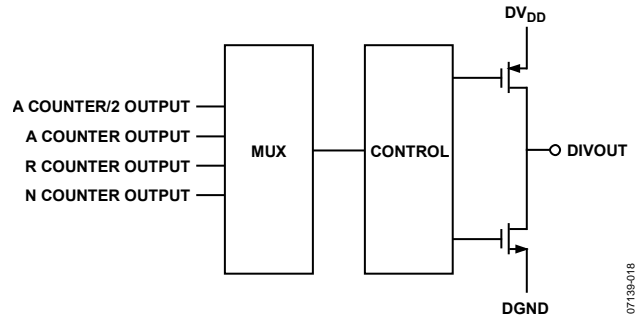 DVDD
A COUNTER/2 OUTPUT
A COUNTER OUTPUT
R COUNTER OUTPUT
N COUNTER OUTPUT
MUX
CONTROL
DIVOUT
DGND
07139-018